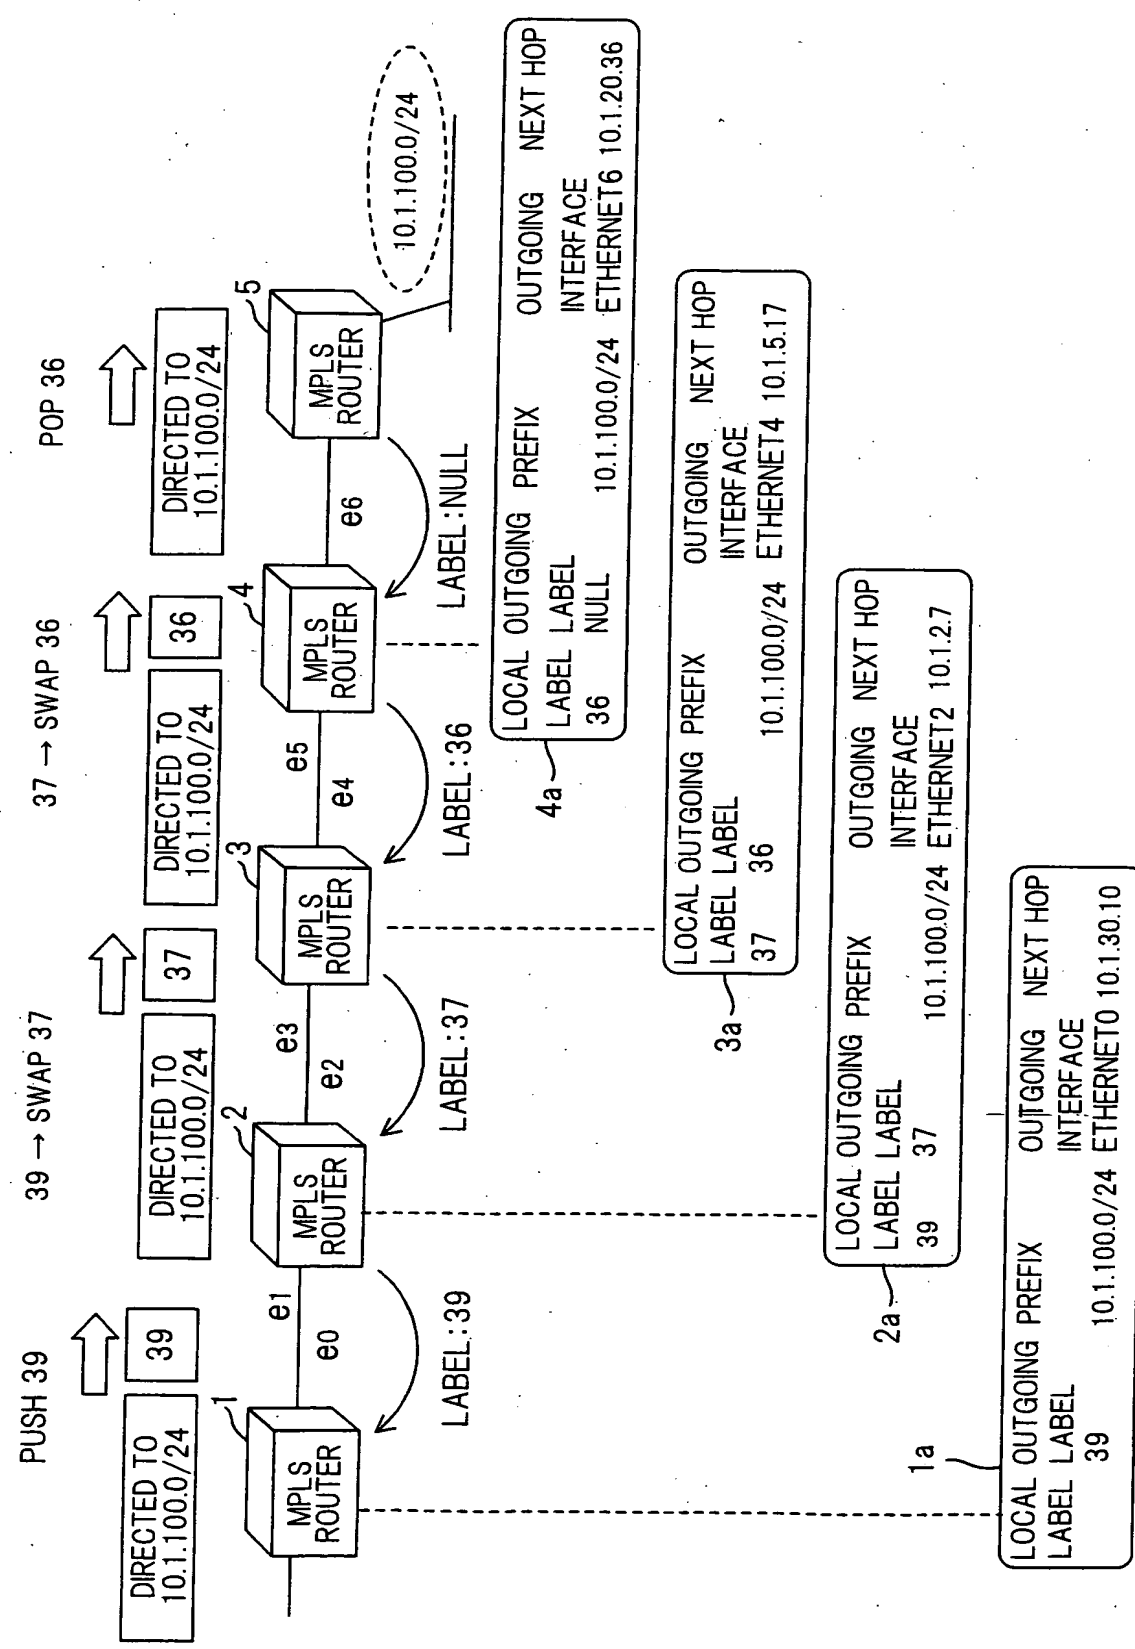 PUSH 39
39 → SWAP 37
37 → SWAP 36
POP 36
DIRECTED TO
10.1.100.0/24
39
DIRECTED TO
10.1.100.0/24
37
DIRECTED TO
10.1.100.0/24
36
DIRECTED TO
10.1.100.0/24
1
MPLS
ROUTER
e1
e0
2
MPLS
ROUTER
e3
e2
3
MPLS
ROUTER
e5
e4
4
MPLS
ROUTER
e6
5
MPLS
ROUTER
10.1.100.0/24
LABEL:39
LABEL:37
LABEL:36
LABEL:NULL
4a
LOCAL OUTGOING PREFIX OUTGOING NEXT HOP
LABEL LABEL INTERFACE
36 NULL 10.1.100.0/24 ETHERNET6 10.1.20.36
3a
LOCAL OUTGOING PREFIX OUTGOING NEXT HOP
LABEL LABEL INTERFACE
37 36 10.1.100.0/24 ETHERNET4 10.1.5.17
2a
LOCAL OUTGOING PREFIX OUTGOING NEXT HOP
LABEL LABEL INTERFACE
39 37 10.1.100.0/24 ETHERNET2 10.1.2.7
1a
LOCAL OUTGOING PREFIX OUTGOING NEXT HOP
LABEL LABEL INTERFACE
39 10.1.100.0/24 ETHERNET0 10.1.30.10